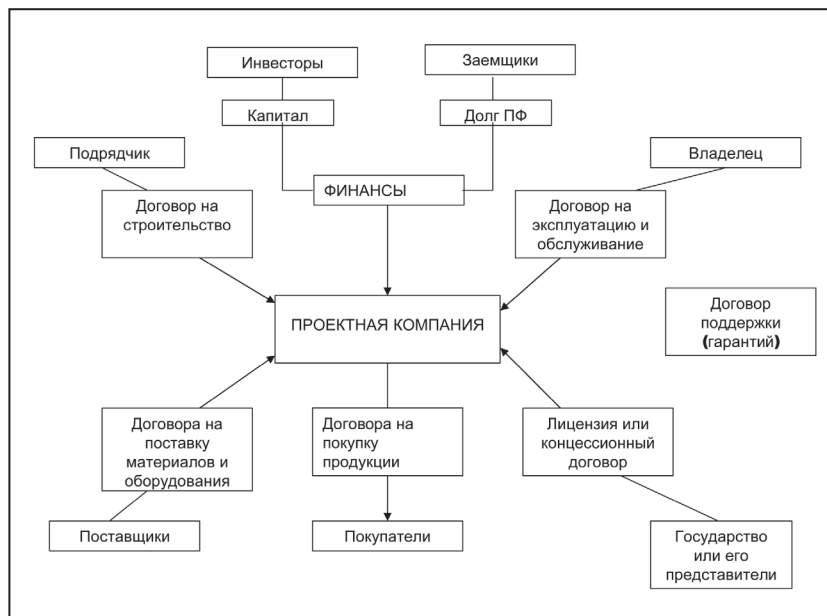 Инвесторы
Заемщики
Капитал
Долг ПФ
Подрядчик
Владелец
ФИНАНСЫ
Договор на
строительство
Договор на
эксплуатацию и
обслуживание
ПРОЕКТНАЯ КОМПАНИЯ
Договор
поддержки
(гарантий)
Договора на
поставку
материалов и
оборудования
Договора на
покупку
продукции
Лицензия или
концессионный
договор
Поставщики
Покупатели
Государство
или его
представители